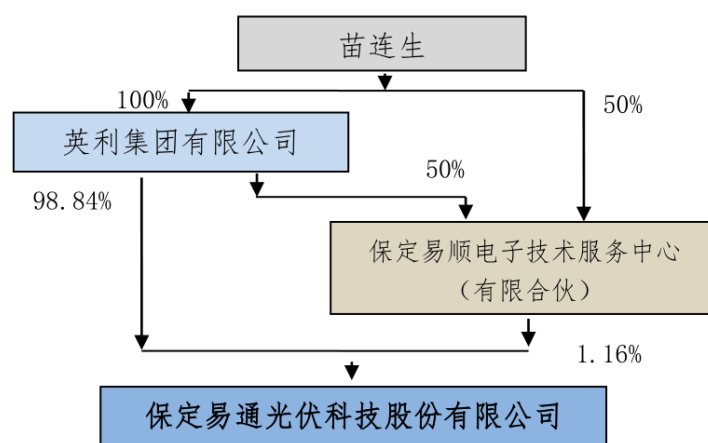 苗连生
100%
50%
英利集团有限公司
50%
98.84%
保定易顺电子技术服务中心
（有限合伙）
1.16%
保定易通光伏科技股份有限公司